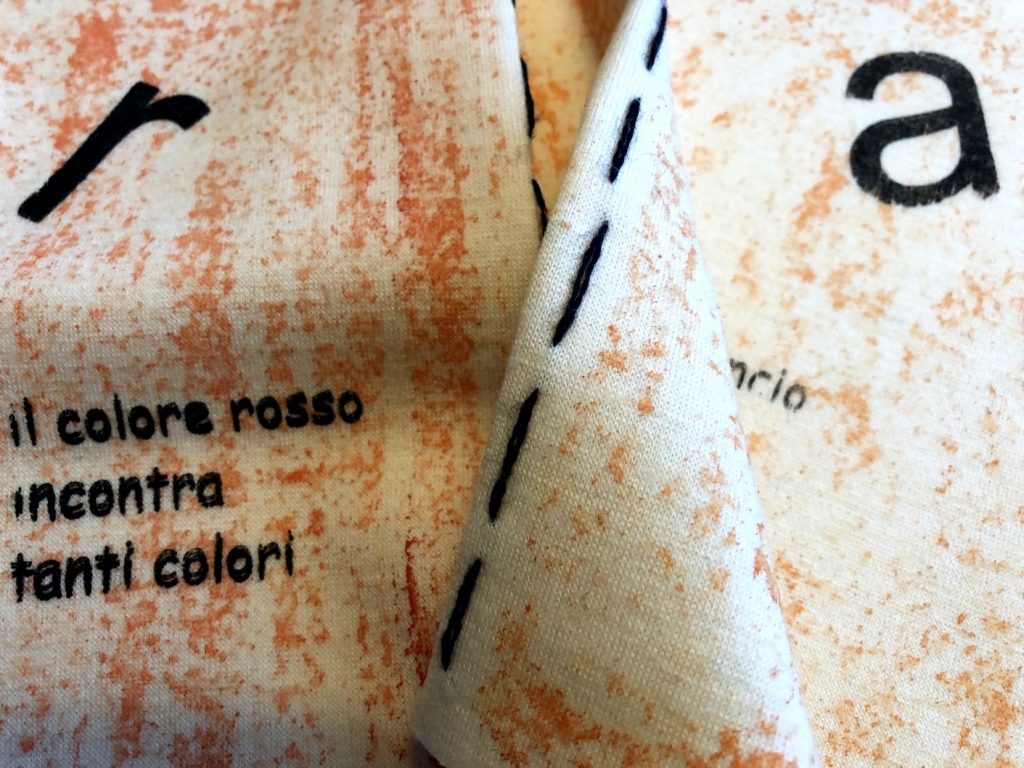 r
il colore rosso
incontra
tanti colori
a
ncio